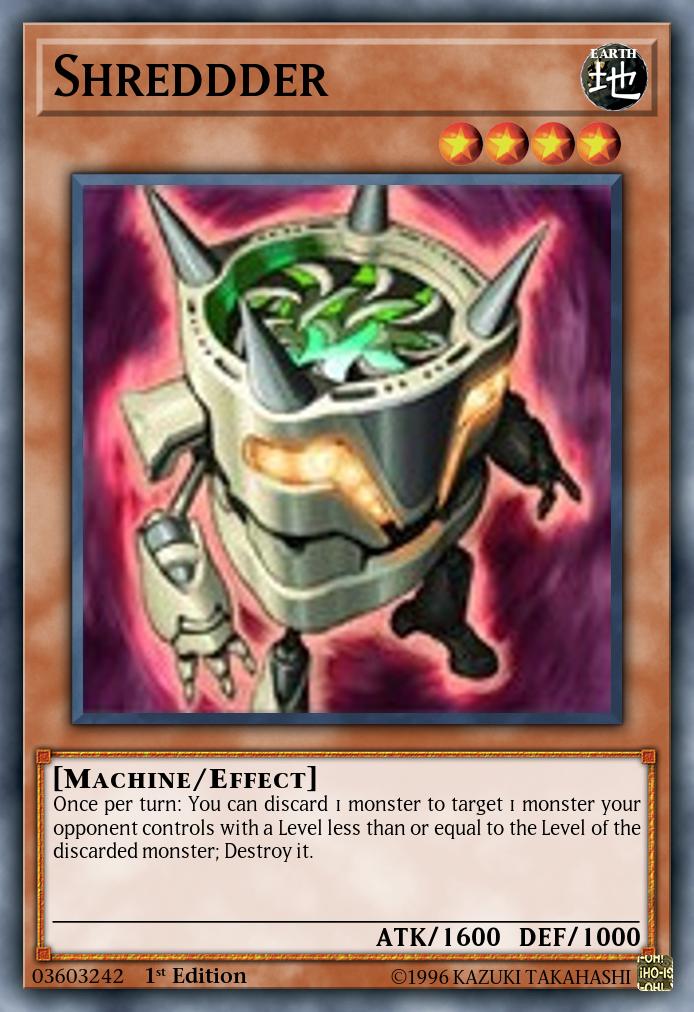 Shreddder
EARTH
地
[Machine/Effect]
Once per turn: You can discard 1 monster to target 1 monster your
opponent controls with a Level less than or equal to the Level of the
discarded monster; Destroy it.
ATK/1600 DEF/1000
03603242 1st Edition ©1996 KAZUKI TAKAHASHI